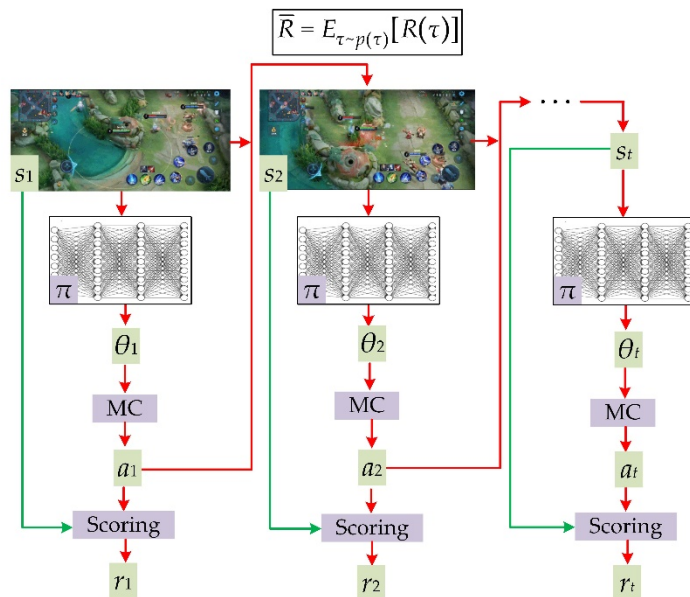 R̄ = E_{τ~p(τ)}[R(τ)]
S1
S2
. . .
St
π
π
π
θ1
θ2
θt
MC
MC
MC
a1
a2
at
Scoring
Scoring
Scoring
r1
r2
rt